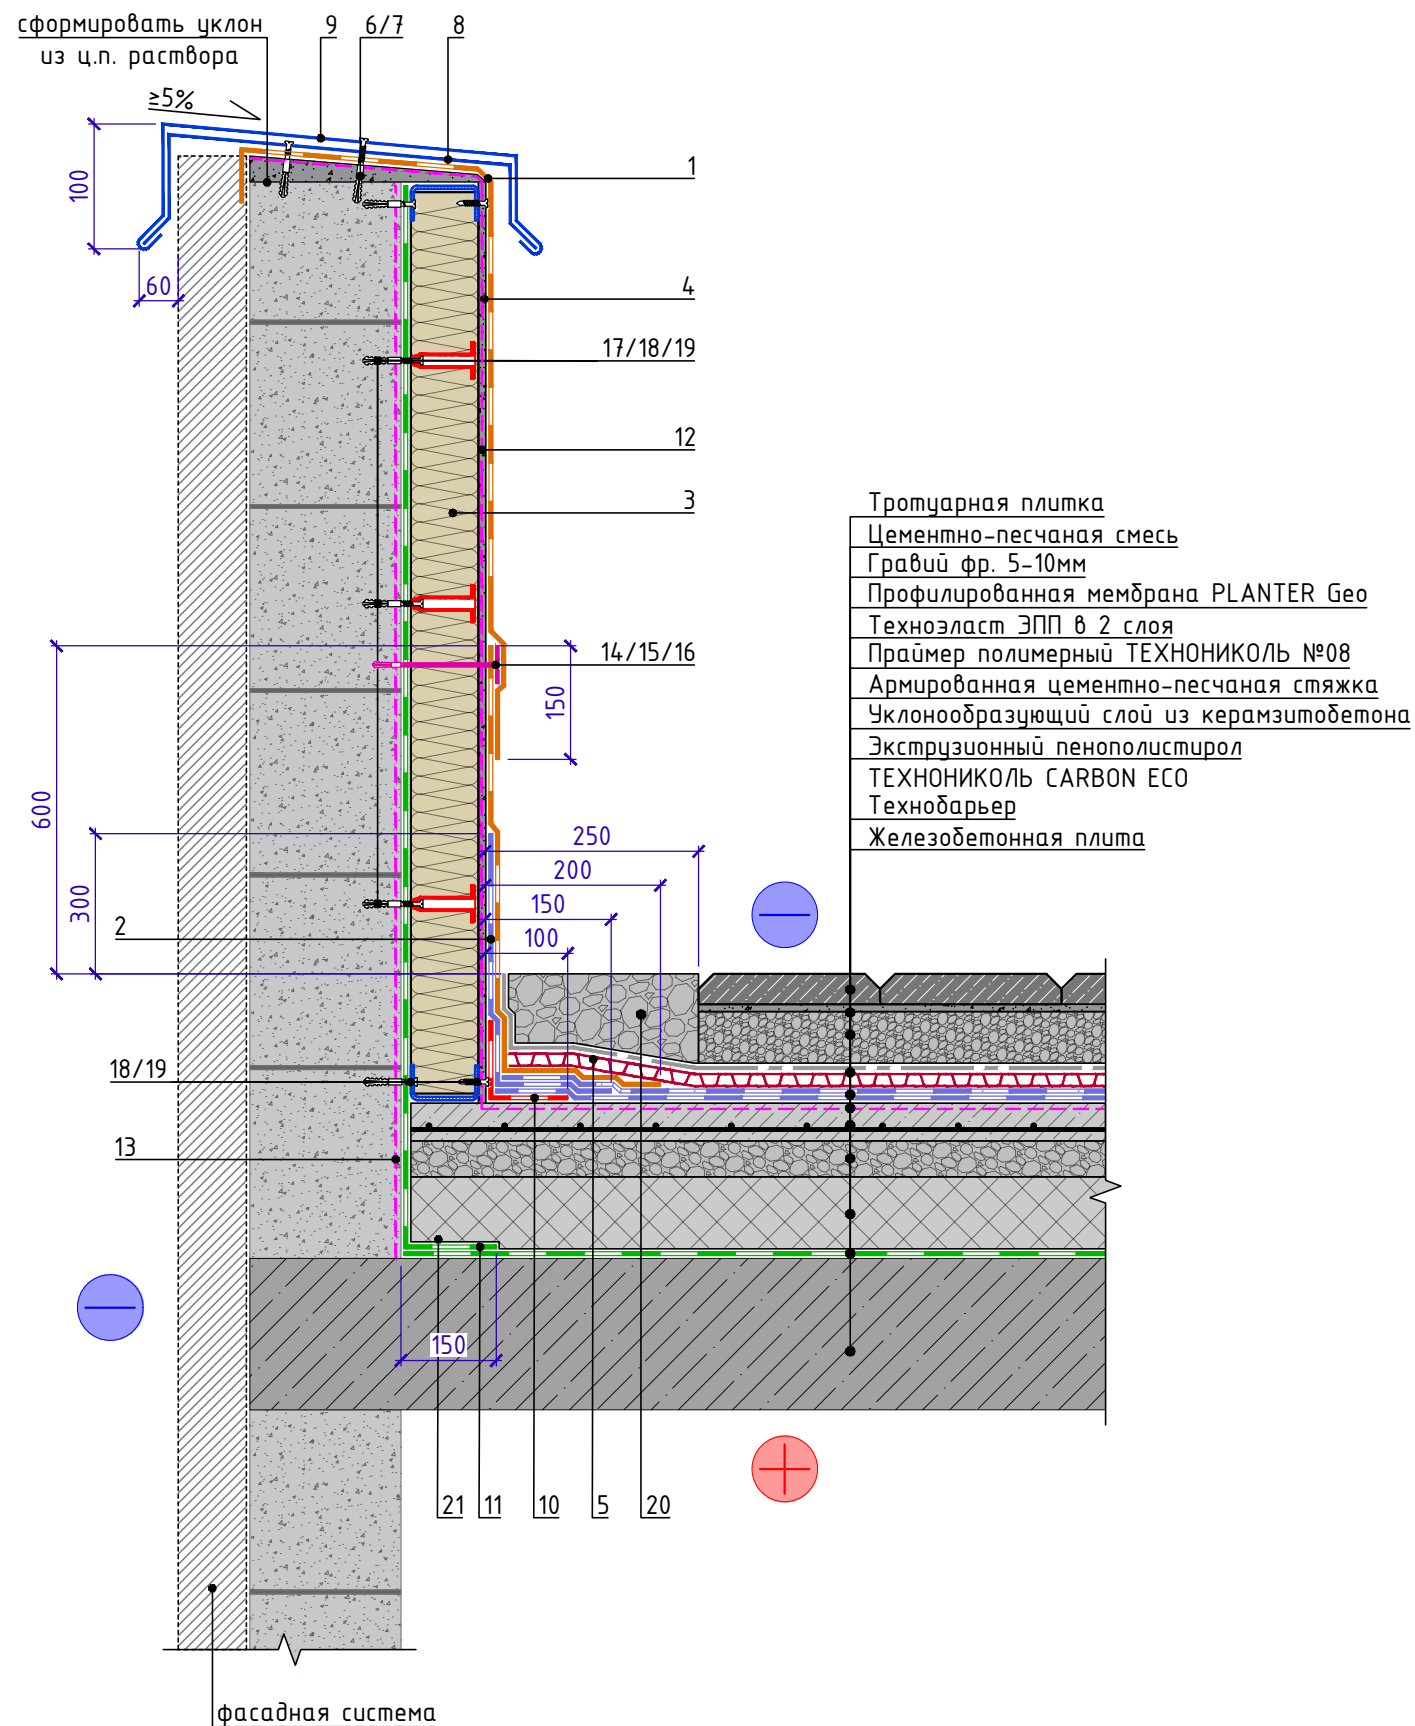 сформировать уклон
из ц.п. раствора
9
6/7
8
≥5%
100
60
1
4
17/18/19
12
3
14/15/16
150
600
300
2
250
200
150
100
Тротуарная плитка
Цементно-песчаная смесь
Гравий фр. 5-10мм
Профилированная мембрана PLANTER Geo
Техноэласт ЭПП в 2 слоя
Праймер полимерный ТЕХНОНИКОЛЬ №08
Армированная цементно-песчаная стяжка
Уклонообразующий слой из керамзитобетона
Экструзионный пенополистирол
ТЕХНОНИКОЛЬ CARBON ECO
Технобарьер
Железобетонная плита
18/19
13
150
21
11
10
5
20
фасадная система